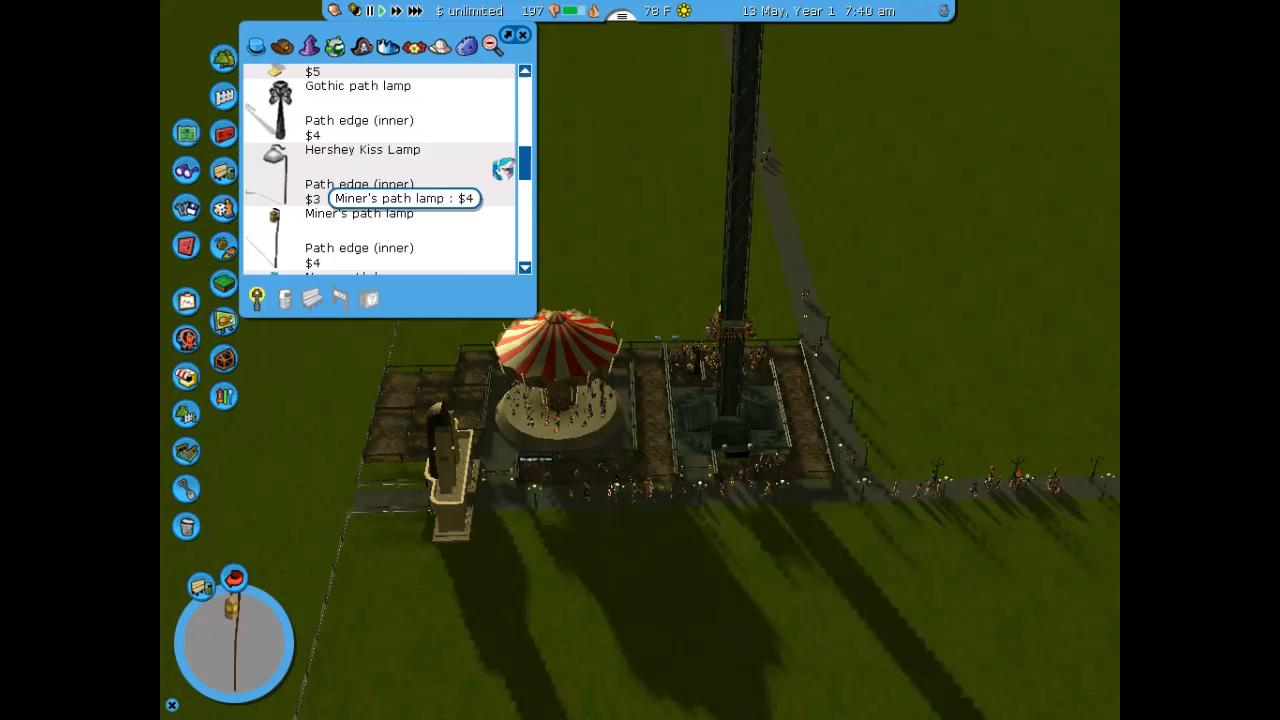 $ unlimited 197 78 F 13 May, Year 1 7:40 am
$5
Gothic path lamp
Path edge (inner)
$4
Hershey Kiss Lamp
Path edge (inner)
$3
Miner's path lamp : $4
Miner's path lamp
Path edge (inner)
$4